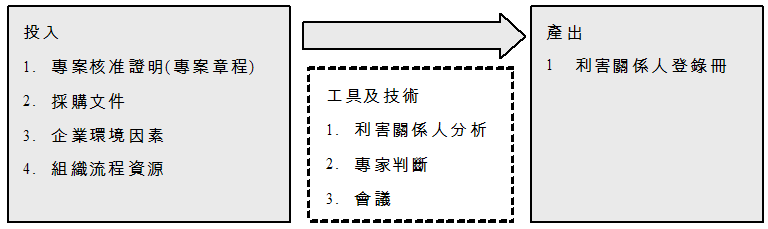 投入
1. 專案核准證明(專案章程)
2. 採購文件
3. 企業環境因素
4. 組織流程資源
工具及技術
1. 利害關係人分析
2. 專家判斷
3. 會議
產出
1 利害關係人登錄冊